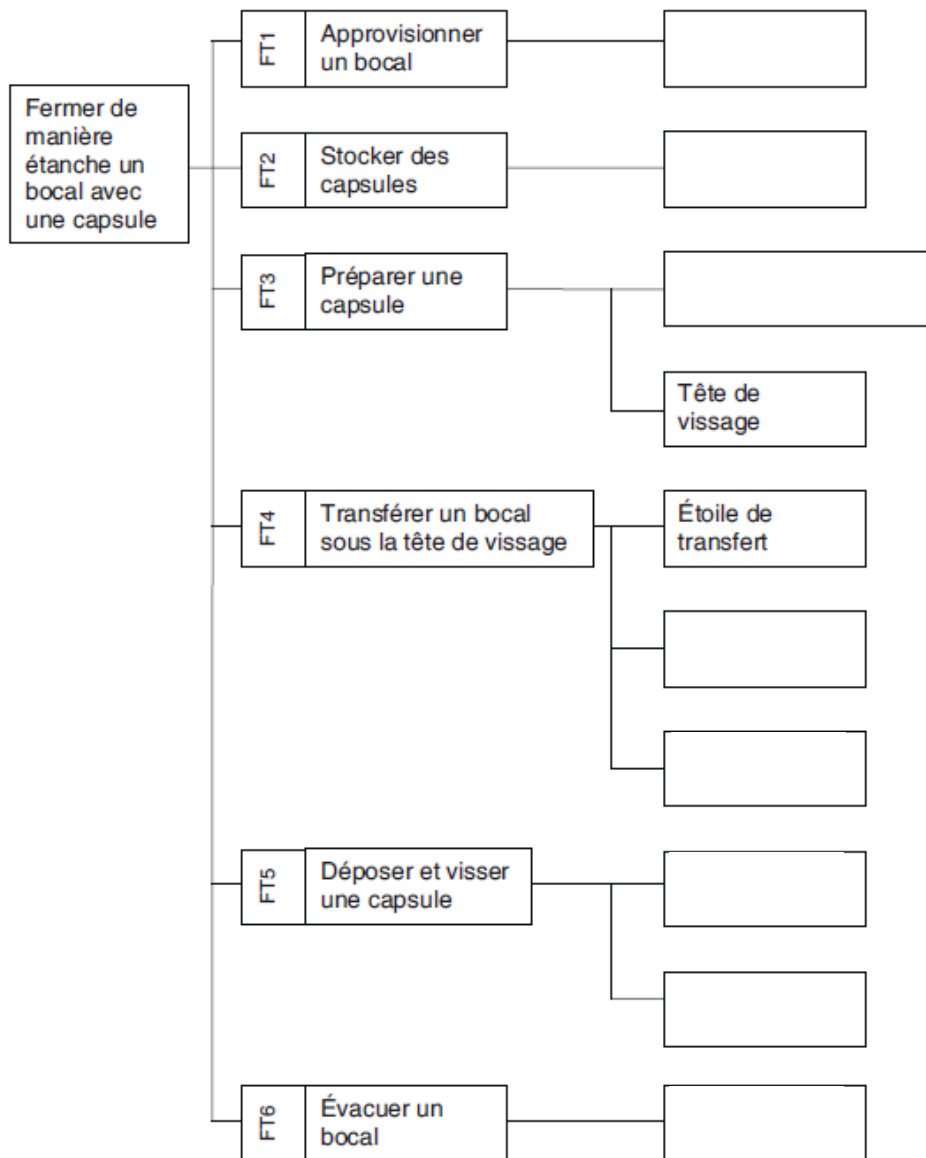 Fermer de
manière
étanche un
bocal avec
une capsule
FT1
Approvisionner
un bocal
FT2
Stocker des
capsules
FT3
Préparer une
capsule
Tête de
vissage
FT4
Transférer un bocal
sous la tête de vissage
Étoile de
transfert
FT5
Déposer et visser
une capsule
FT6
Évacuer un
bocal